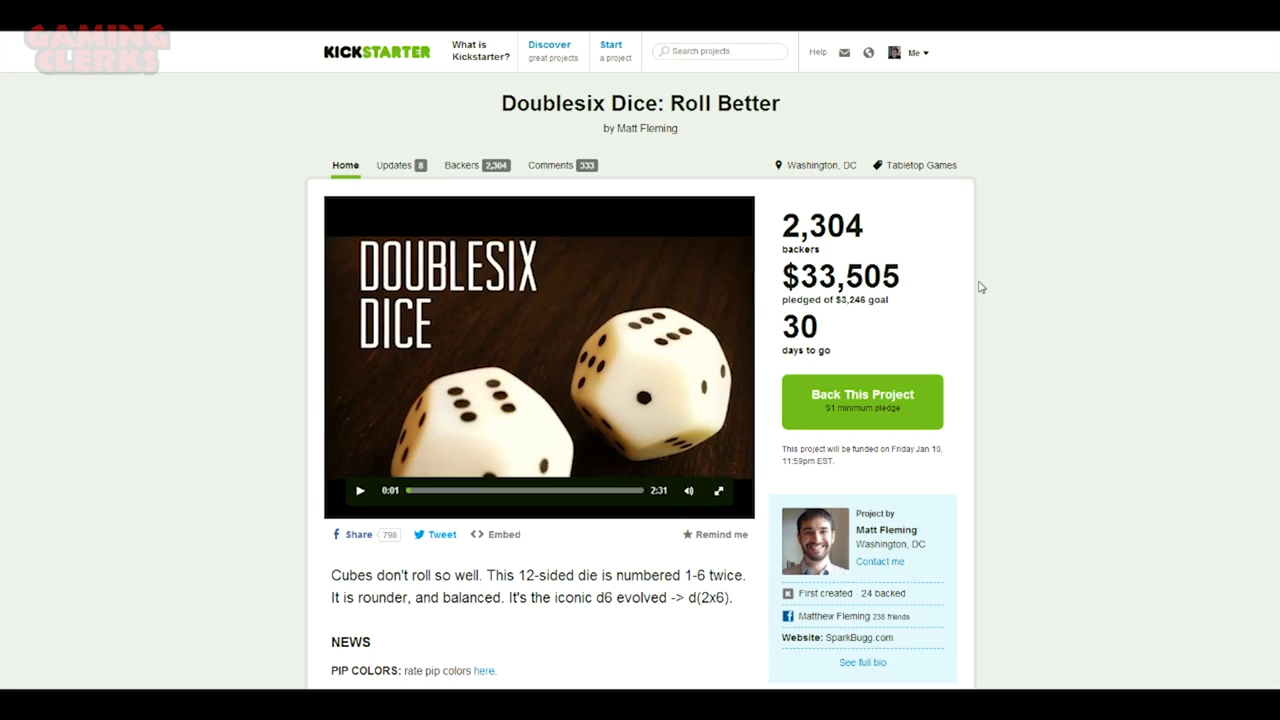 GAMING
CLERKS
KICKSTARTER
What is
Kickstarter?
Discover
great projects
Start
a project
Search projects
Help
Me
Doublesix Dice: Roll Better
by Matt Fleming
Home
Updates 8
Backers 2,304
Comments 333
Washington, DC
Tabletop Games
DOUBLESIX
DICE
0:01
2:31
2,304
backers
$33,505
pledged of $3,246 goal
30
days to go
Back This Project
$1 minimum pledge
This project will be funded on Friday Jan 10,
11:59pm EST.
Share 798
Tweet
Embed
Remind me
Project by
Matt Fleming
Washington, DC
Contact me
First created · 24 backed
Matthew Fleming 238 friends
Website: SparkBugg.com
See full bio
Cubes don't roll so well. This 12-sided die is numbered 1-6 twice.
It is rounder, and balanced. It's the iconic d6 evolved -> d(2x6).
NEWS
PIP COLORS: rate pip colors here.